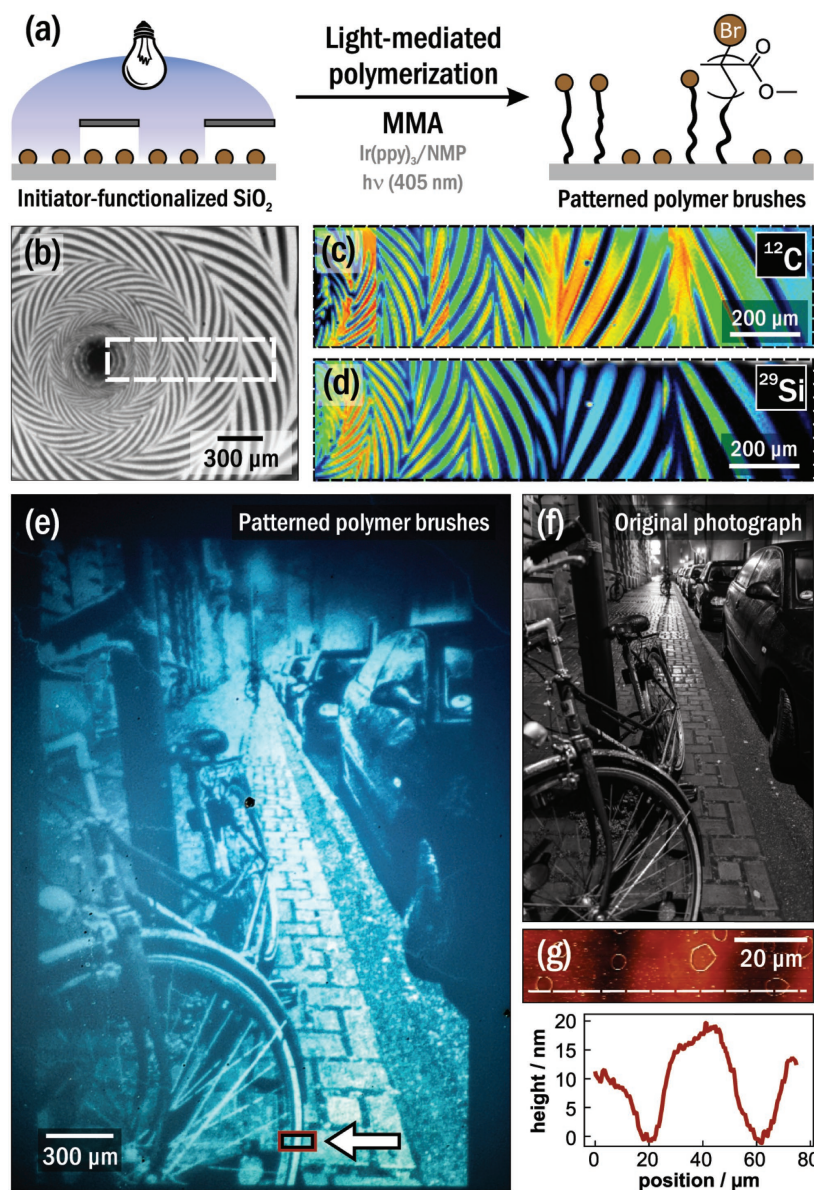 (a)
Light-mediated
polymerization
MMA
Ir(ppy)₃/NMP
hν (405 nm)
Br
O
O
Initiator-functionalized SiO₂
Patterned polymer brushes
(b)
300 µm
(c)
¹²C
200 µm
(d)
²⁹Si
200 µm
(e)
Patterned polymer brushes
300 µm
(f)
Original photograph
(g)
20 µm
height / nm
20
15
10
5
0
0 20 40 60 80
position / µm